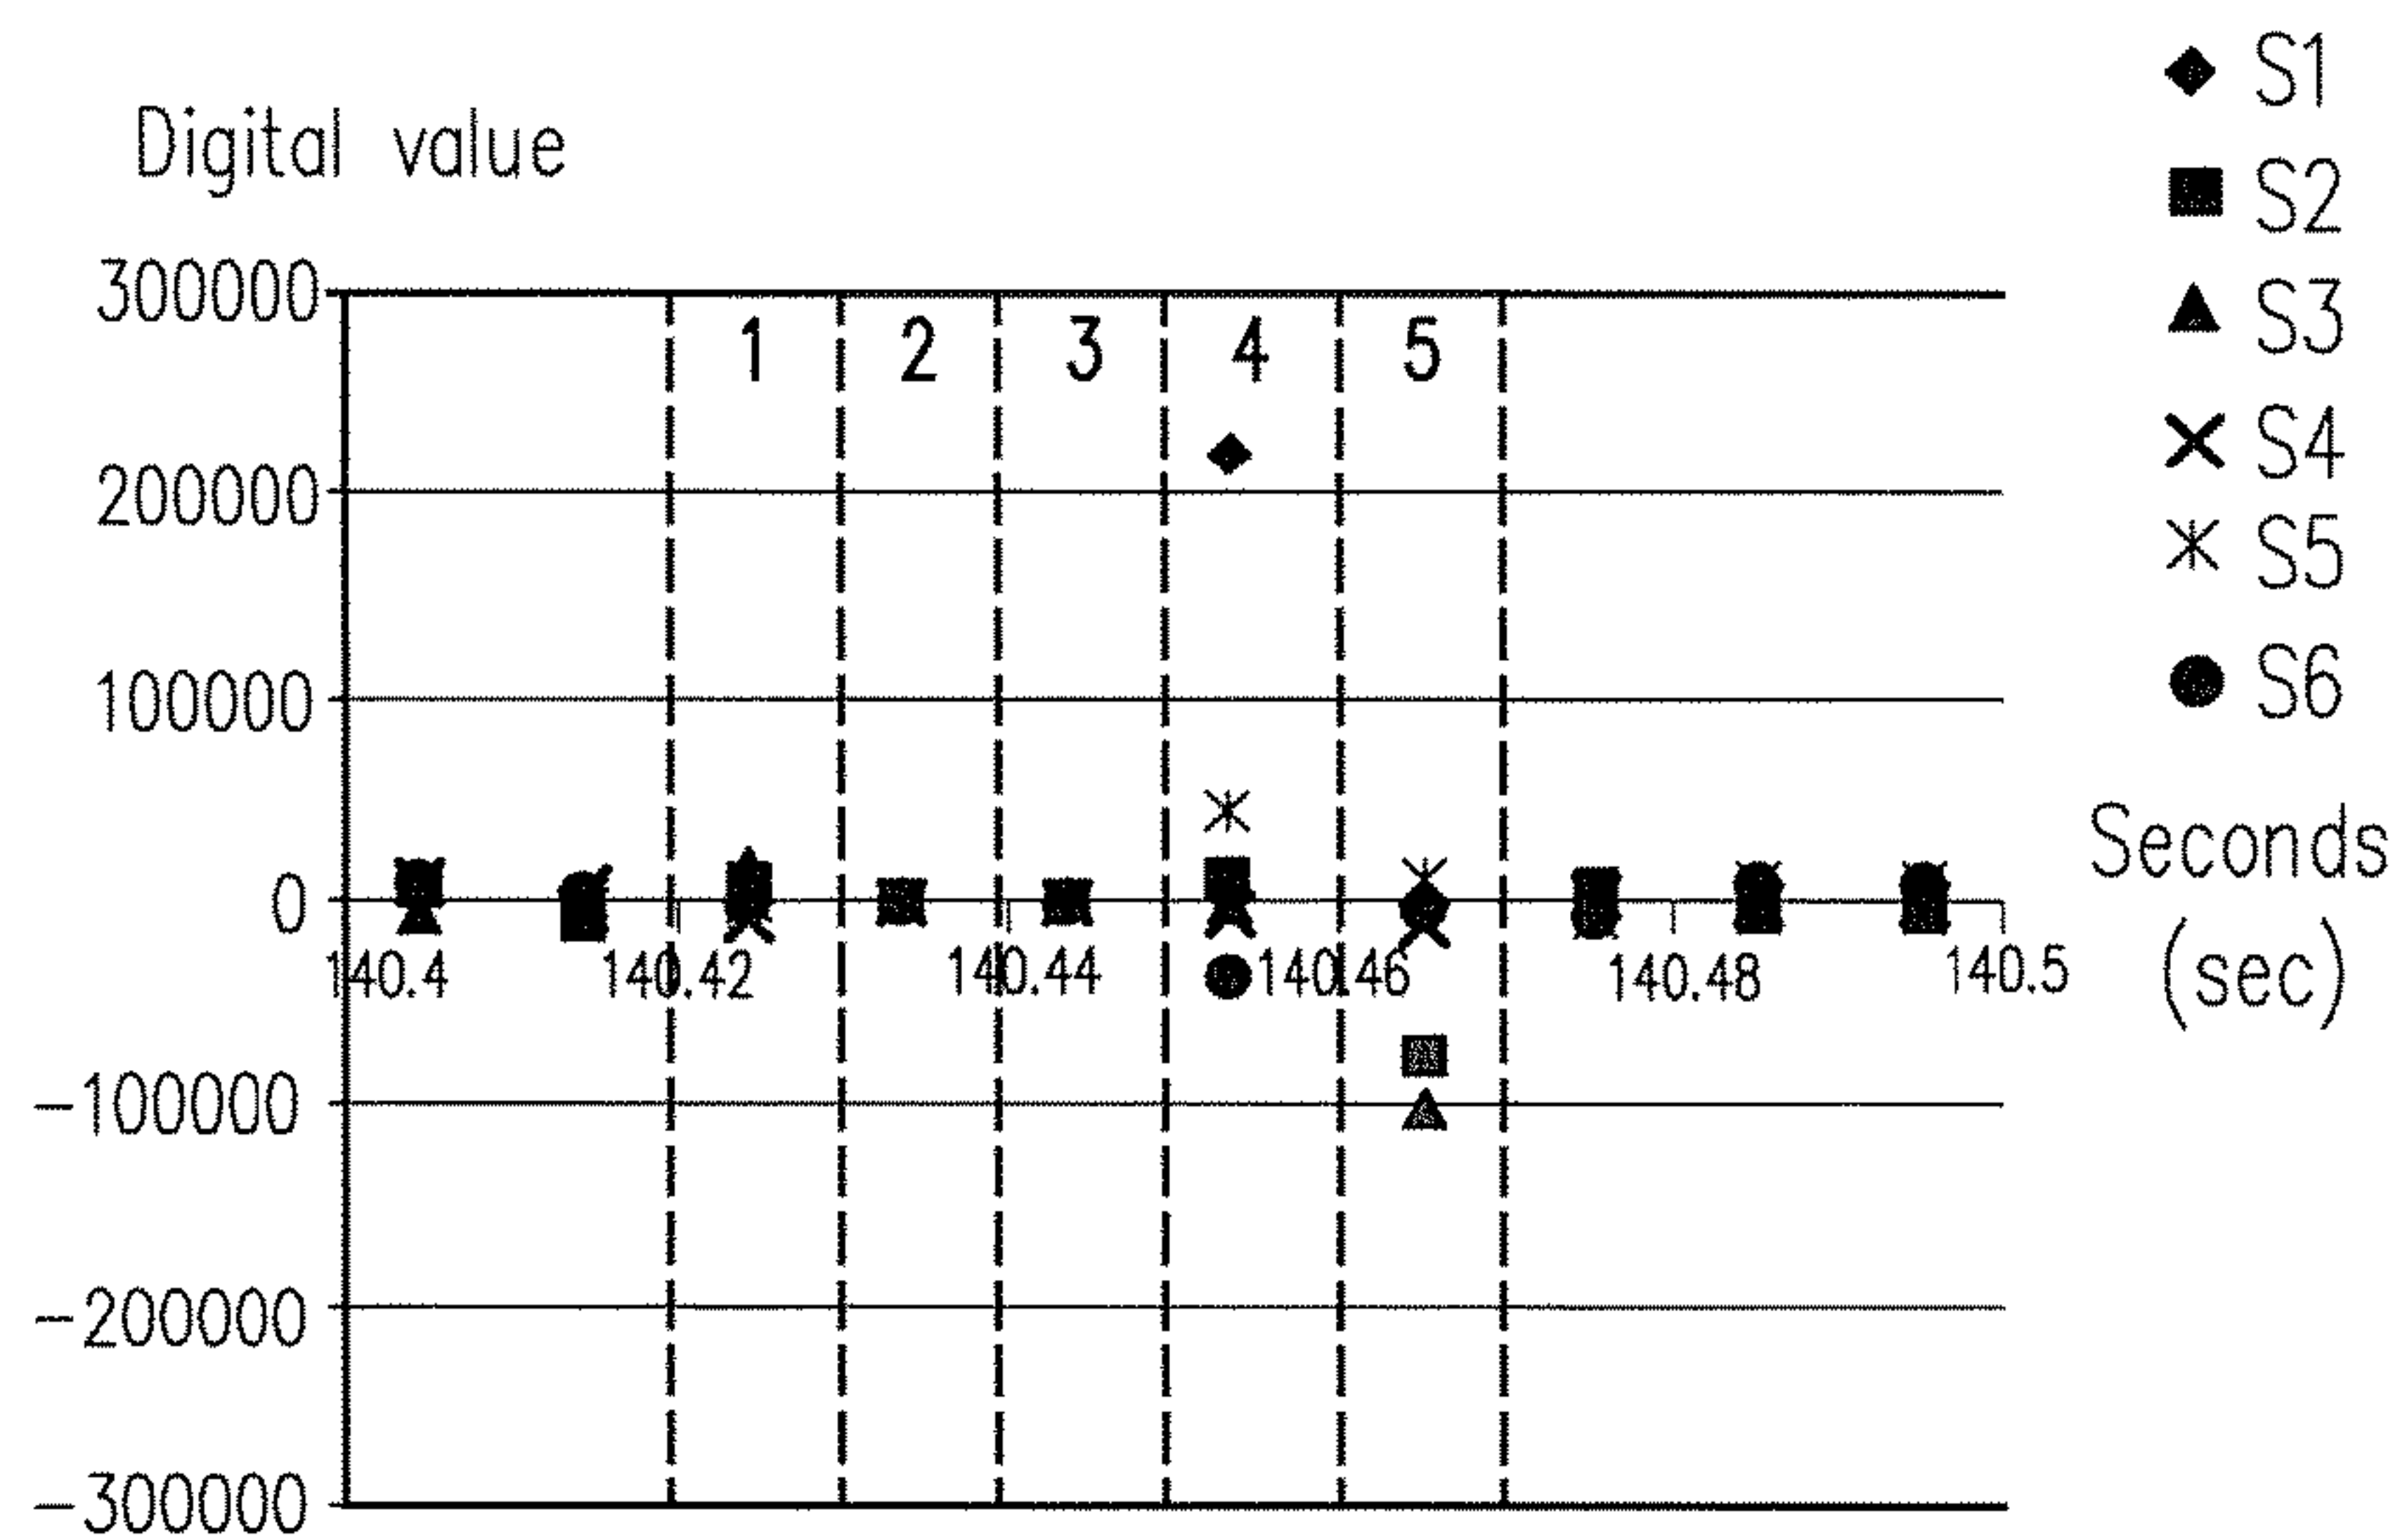 Digital value
S1
S2
S3
S4
S5
S6
300000
1 2 3 4 5
200000
100000
0
140.4 140.42 140.44 140.46 140.48 140.5
Seconds
(sec)
-100000
-200000
-300000